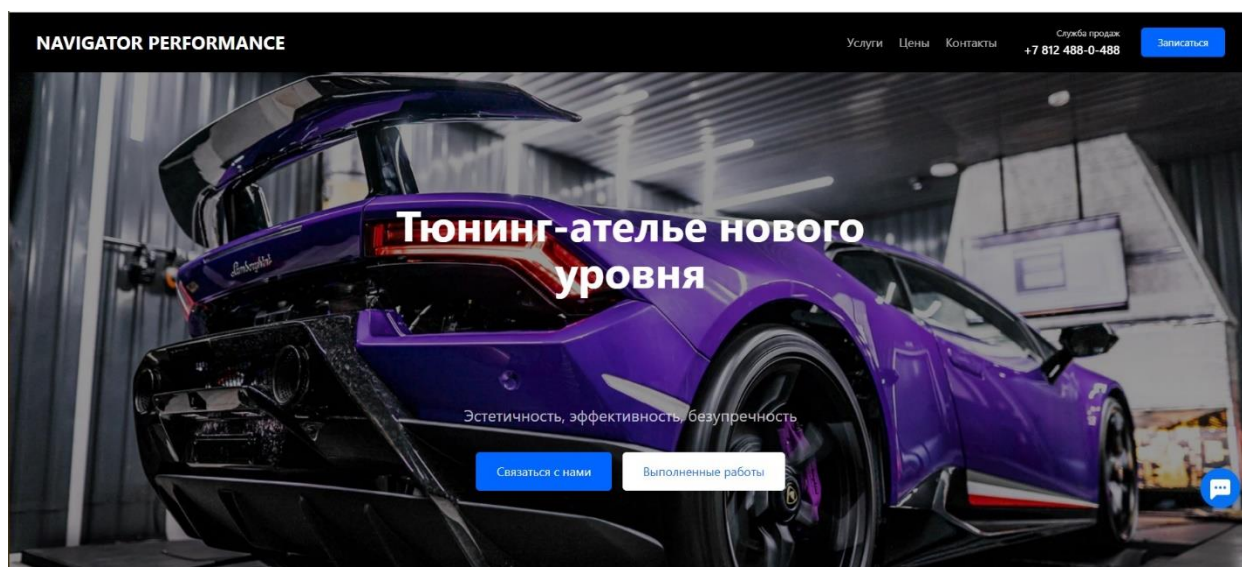 NAVIGATOR PERFORMANCE
Услуги Цены Контакты
Служба продаж
+7 812 488-0-488
Записаться
Тюнинг-ателье нового
уровня
Lamborghini
Эстетичность, эффективность, безупречность
Связаться с нами
Выполненные работы